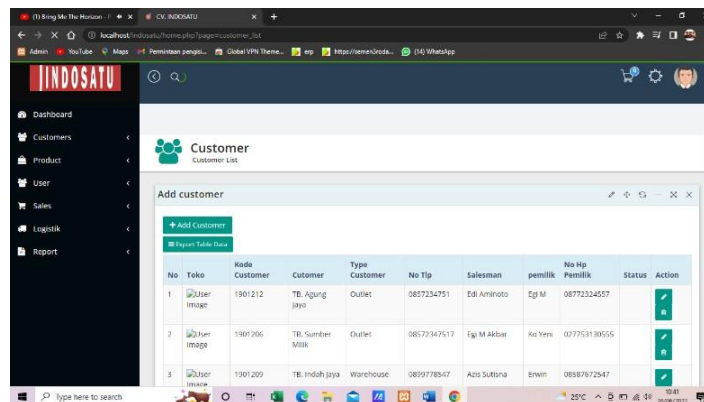 (1) Bring Me The Horizon - P
CV. INDOSATU
localhost/indosatu/home.php?page=customer_list
Admin
YouTube
Maps
Permintaan pengisi...
Global VPN Theme...
erp
(14) WhatsApp
INDOSATU
Dashboard
Customers
Product
User
Sales
Logistik
Report
Customer
Customer List
Add customer
+ Add Customer
Export Table Data
No Toko Kode Customer Cutomer Type Customer No Tlp Salesman pemilik No Hp Pemilik Status Action
1 User Image 1901212 TB. Agung Jaya Outlet 0857234751 Edi Aminoto Egi M 08772324557
2 User Image 1901206 TB. Sumber Milik Outlet 08572347517 Egi M Akbar Ko Yeni 027753130555
3 User Image 1901209 TB. Indah Jaya Warehouse 0899778547 Azis Sutisna Erwin 08587672547
Type here to search
25°C
10:41